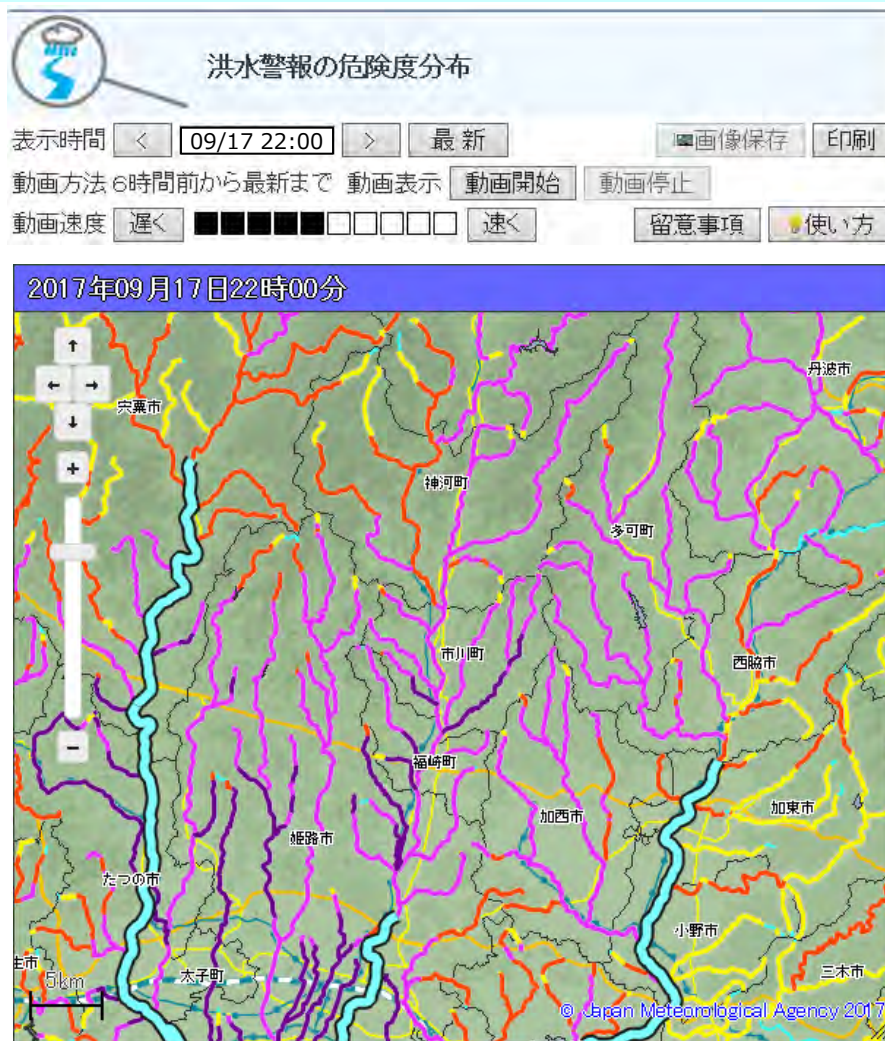 洪水警報の危険度分布
表示時間 < 09/17 22:00 > 最新 画像保存 印刷
動画方法 6時間前から最新まで 動画表示 動画開始 動画停止
動画速度 遅く 速く 留意事項 使い方
2017年09月17日22時00分
↑
← →
↓
+
−
丹波市
宍粟市
神河町
多可町
市川町
西脇市
福崎町
加東市
加西市
姫路市
たつの市
小野市
生市
太子町
三木市
5km
© Japan Meteorological Agency 2017